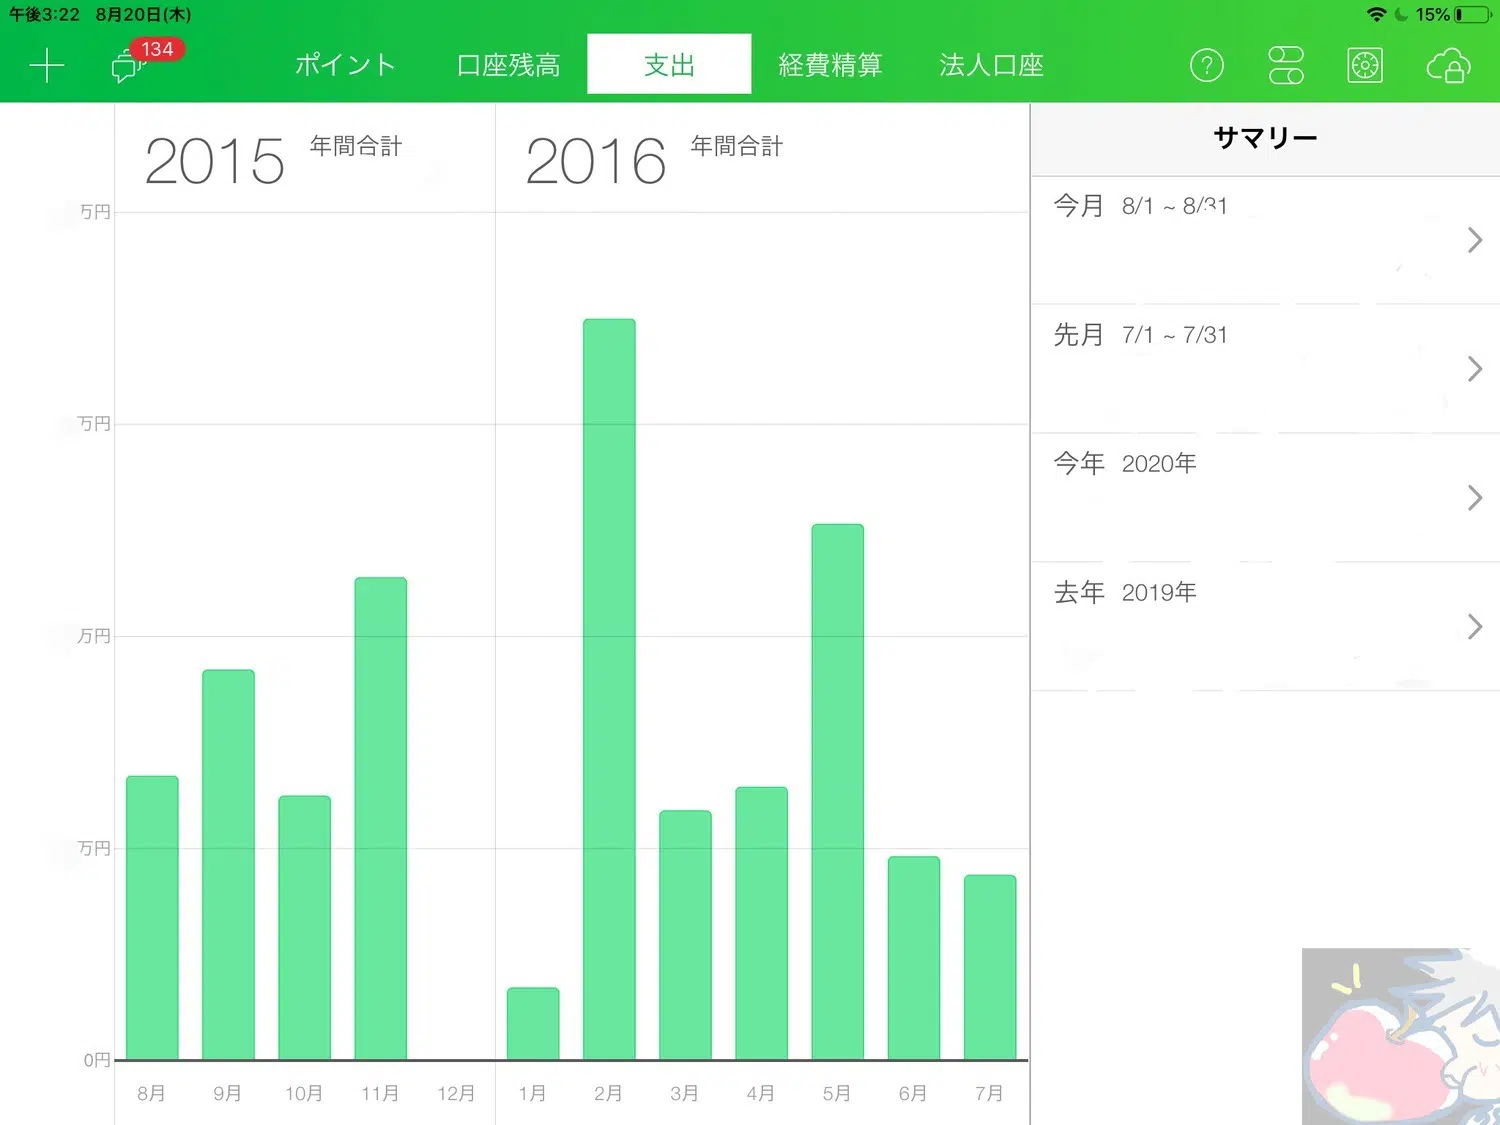 午後3:22 8月20日(木) 15%
134 ポイント 口座残高 支出 経費精算 法人口座 ?
2015 年間合計 2016 年間合計
万円
万円
万円
万円
0円
8月 9月 10月 11月 12月 1月 2月 3月 4月 5月 6月 7月
サマリー
今月 8/1 ~ 8/31
先月 7/1 ~ 7/31
今年 2020年
去年 2019年